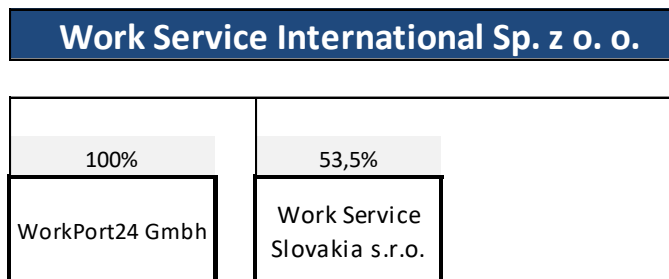 Work Service International Sp. z o. o.
100%
53,5%
WorkPort24 Gmbh
Work Service
Slovakia s.r.o.